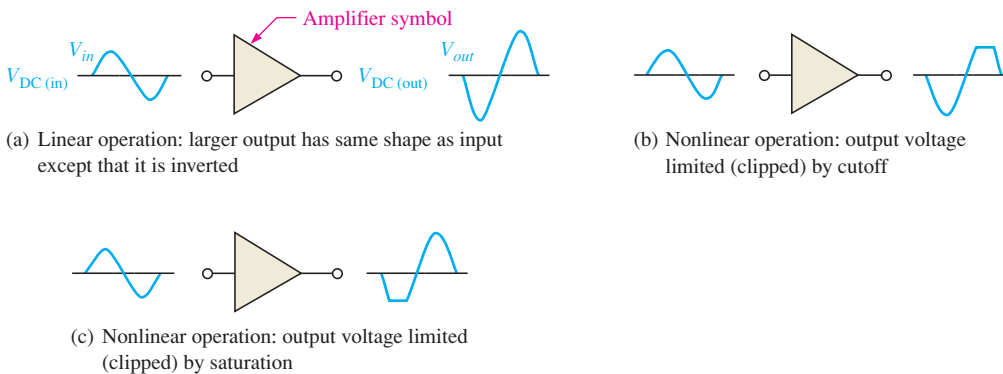 Amplifier symbol
V_in
V_DC (in)
V_out
V_DC (out)
(a) Linear operation: larger output has same shape as input
except that it is inverted
(b) Nonlinear operation: output voltage
limited (clipped) by cutoff
(c) Nonlinear operation: output voltage limited
(clipped) by saturation